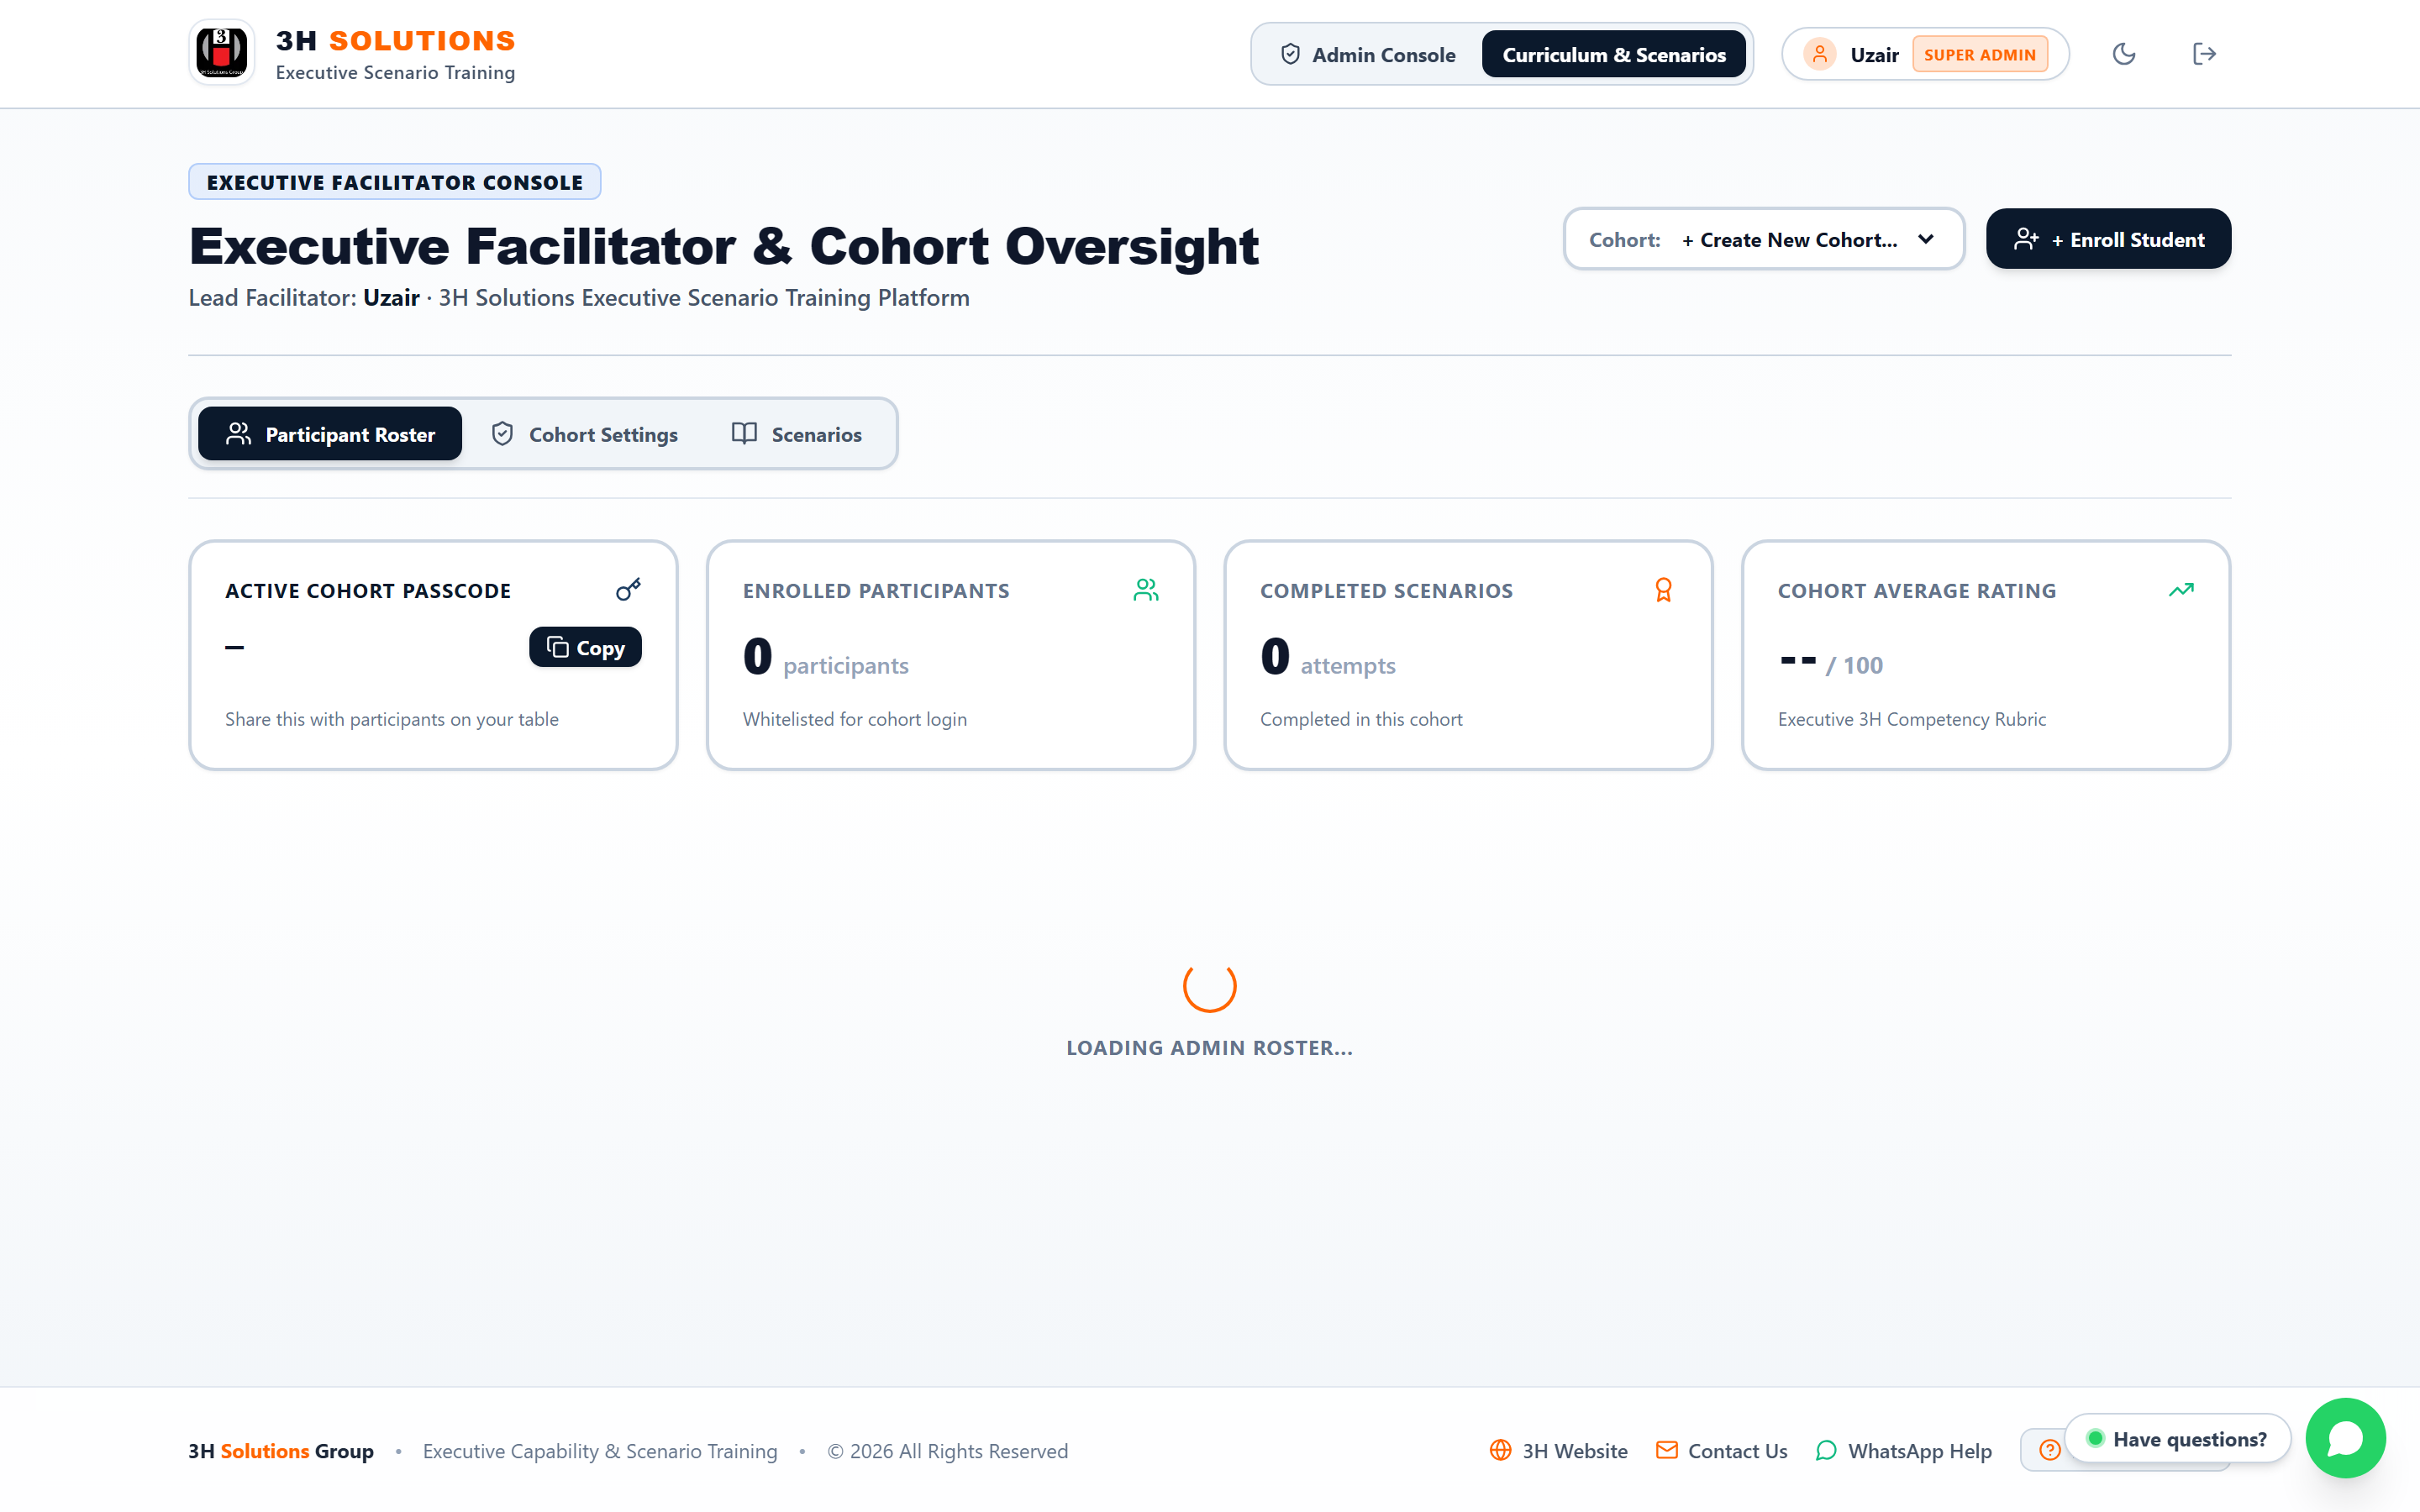 3H SOLUTIONS
Executive Scenario Training
Admin Console
Curriculum & Scenarios
Uzair
SUPER ADMIN
EXECUTIVE FACILITATOR CONSOLE
Executive Facilitator & Cohort Oversight
Lead Facilitator: Uzair · 3H Solutions Executive Scenario Training Platform
Cohort: + Create New Cohort...
+ Enroll Student
Participant Roster
Cohort Settings
Scenarios
ACTIVE COHORT PASSCODE
—
Copy
Share this with participants on your table
ENROLLED PARTICIPANTS
0 participants
Whitelisted for cohort login
COMPLETED SCENARIOS
0 attempts
Completed in this cohort
COHORT AVERAGE RATING
-- / 100
Executive 3H Competency Rubric
LOADING ADMIN ROSTER...
3H Solutions Group • Executive Capability & Scenario Training • © 2026 All Rights Reserved
3H Website
Contact Us
WhatsApp Help
Have questions?